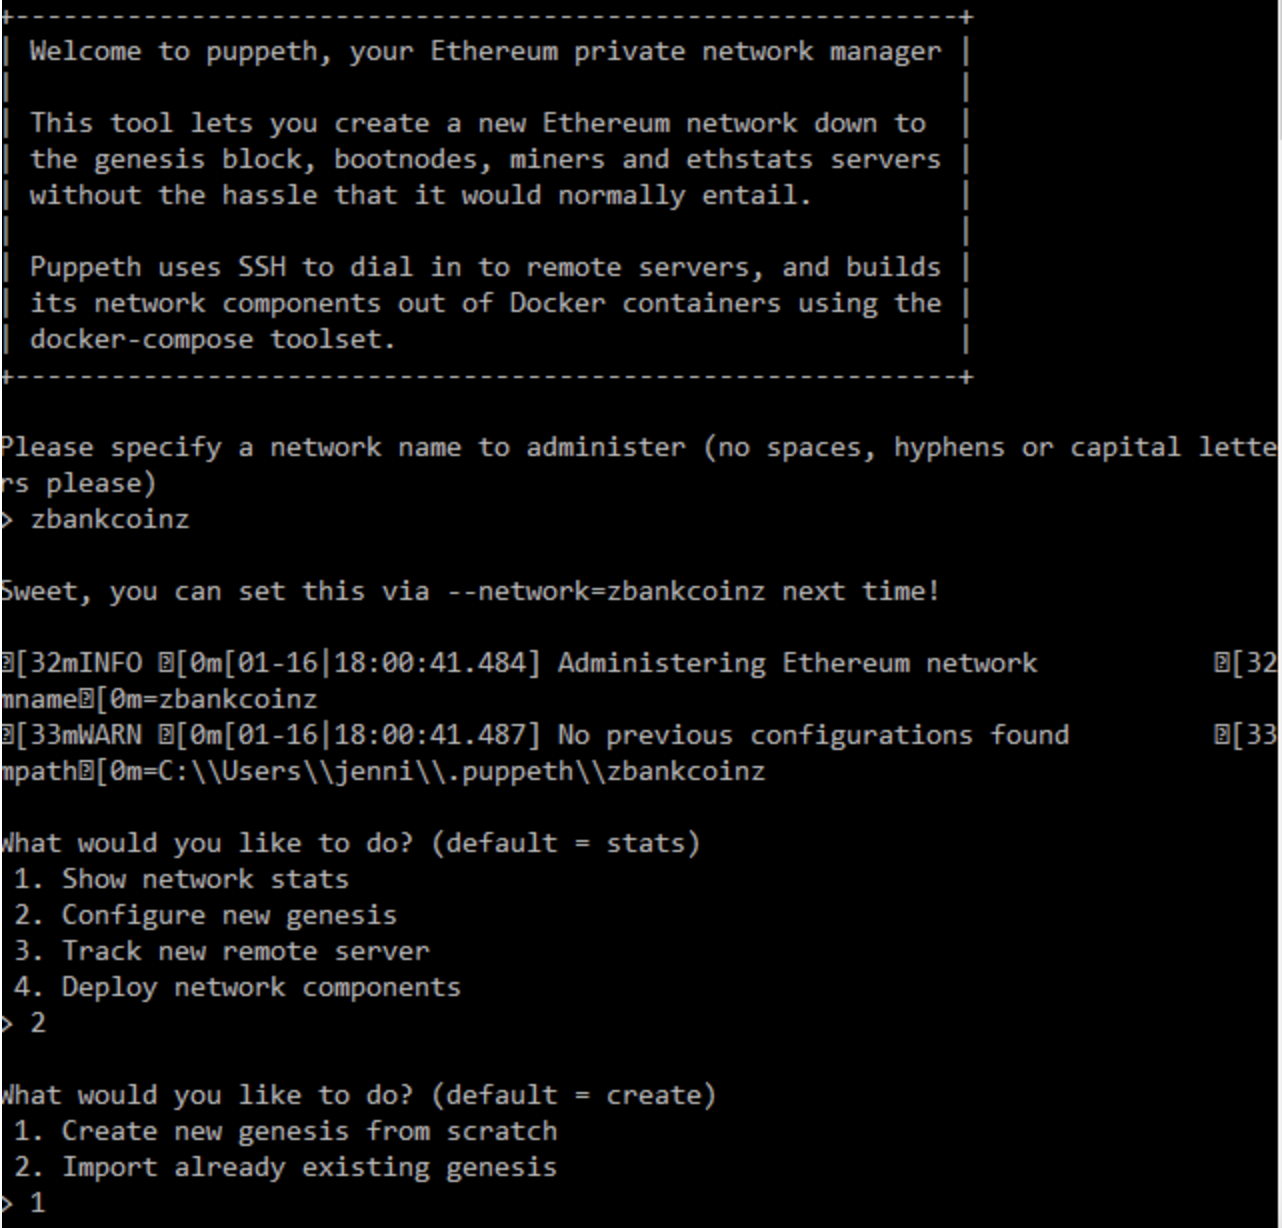 +-----------------------------------------------------------+
| Welcome to puppeth, your Ethereum private network manager |
|                                                           |
| This tool lets you create a new Ethereum network down to  |
| the genesis block, bootnodes, miners and ethstats servers |
| without the hassle that it would normally entail.         |
|                                                           |
| Puppeth uses SSH to dial in to remote servers, and builds |
| its network components out of Docker containers using the |
| docker-compose toolset.                                   |
+-----------------------------------------------------------+
Please specify a network name to administer (no spaces, hyphens or capital lette
rs please)
> zbankcoinz
Sweet, you can set this via --network=zbankcoinz next time!
[32mINFO [0m[01-16|18:00:41.484] Administering Ethereum network           [32
mname[0m=zbankcoinz
[33mWARN [0m[01-16|18:00:41.487] No previous configurations found         [33
mpath[0m=C:\\Users\\jenni\\.puppeth\\zbankcoinz
What would you like to do? (default = stats)
 1. Show network stats
 2. Configure new genesis
 3. Track new remote server
 4. Deploy network components
> 2
What would you like to do? (default = create)
 1. Create new genesis from scratch
 2. Import already existing genesis
> 1